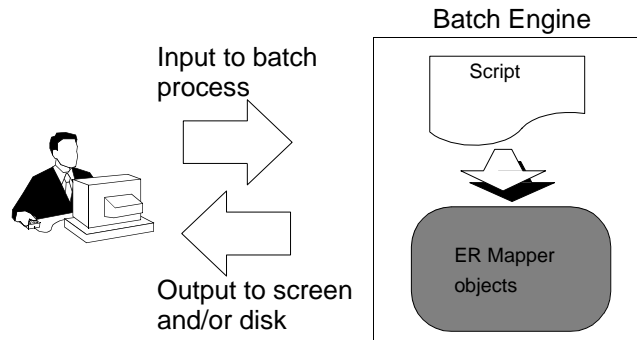 Batch Engine
Input to batch
process
Script
ER Mapper
objects
Output to screen
and/or disk